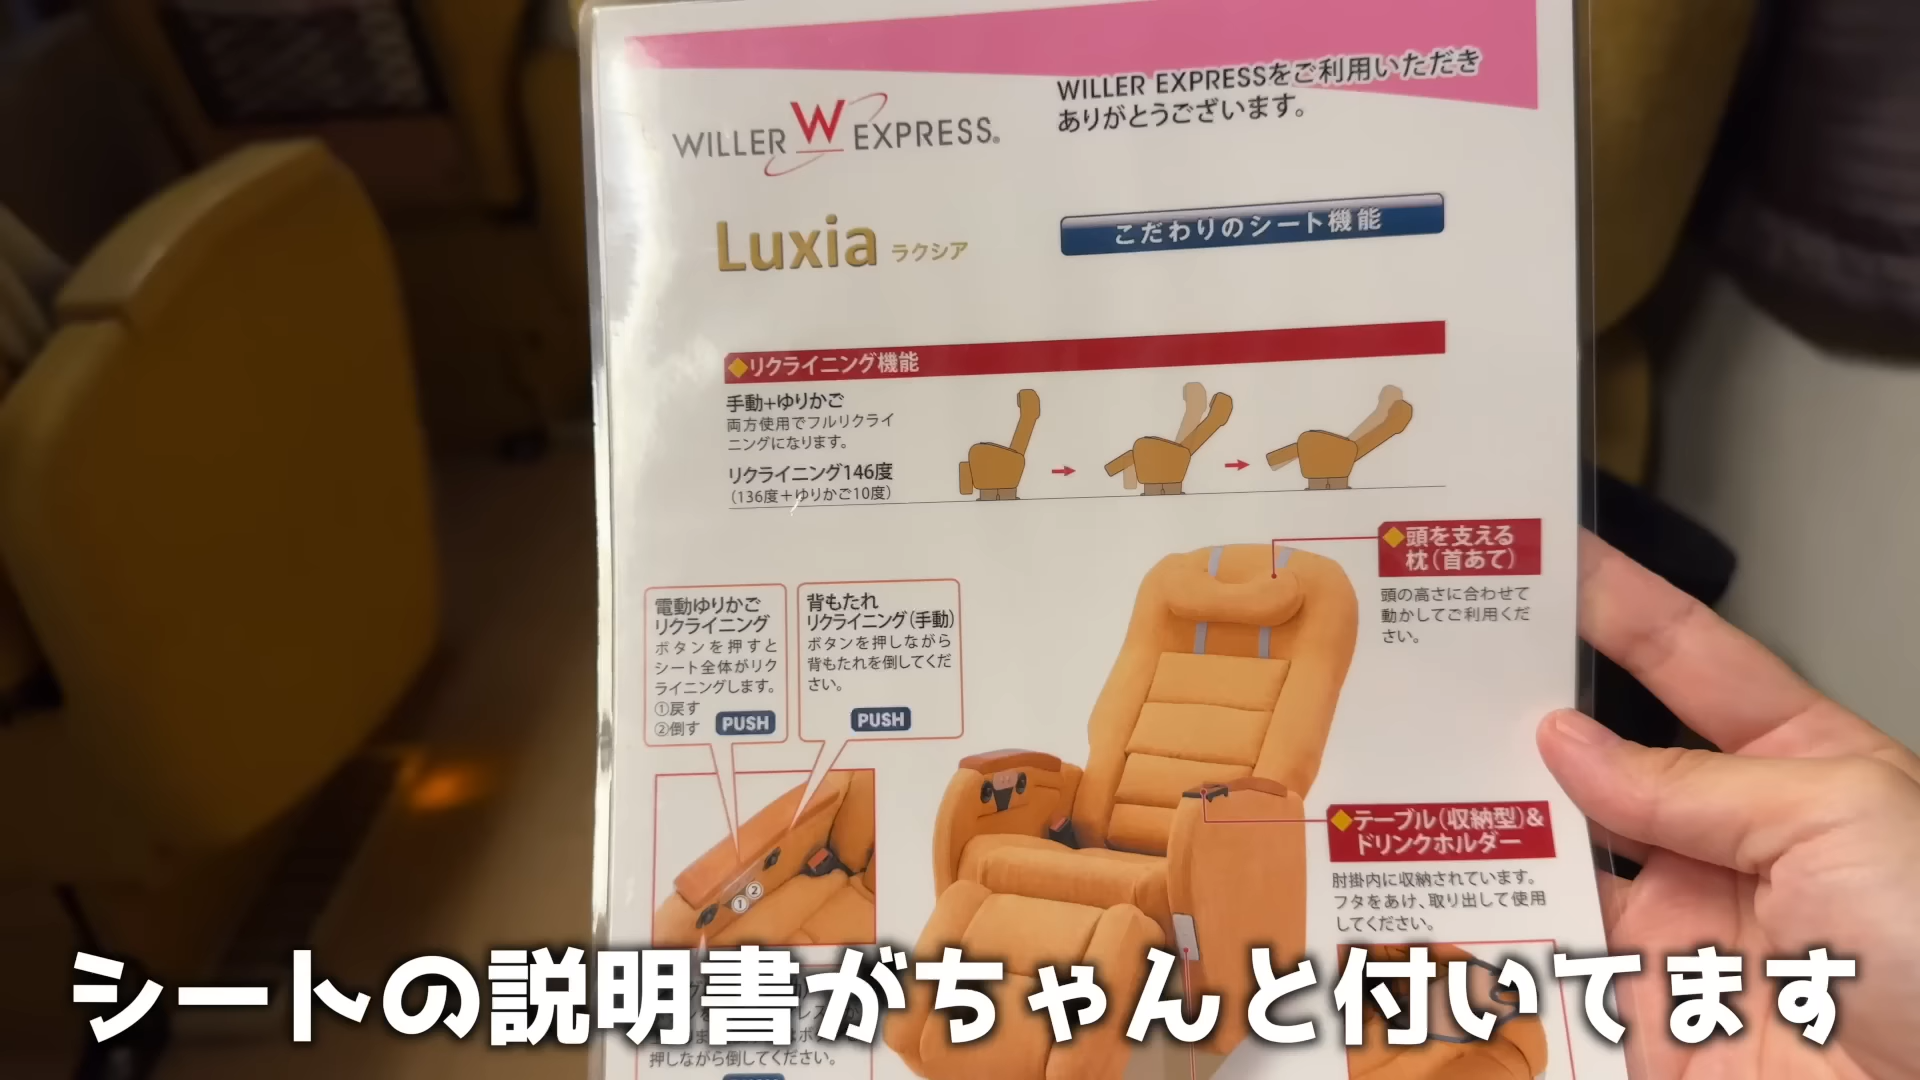 WILLER EXPRESSをご利用いただき
ありがとうございます。
WILLER W EXPRESS®
Luxia ラクシア
こだわりのシート機能
◆リクライニング機能
手動+ゆりかご
両方使用でフルリクライ
ニングになります。
リクライニング146度
(136度+ゆりかご10度)
◆頭を支える
枕(首あて)
頭の高さに合わせて
動かしてご利用くだ
さい。
電動ゆりかご
リクライニング
ボタンを押すと
シート全体がリク
ライニングします。
①戻す
②倒す PUSH
背もたれ
リクライニング(手動)
ボタンを押しながら
背もたれを倒してくだ
さい。
PUSH
① ②
◆テーブル(収納型)&
ドリンクホルダー
肘掛内に収納されています。
フタをあけ、取り出して使用
してください。
押しながら倒してください。
シートの説明書がちゃんと付いてます